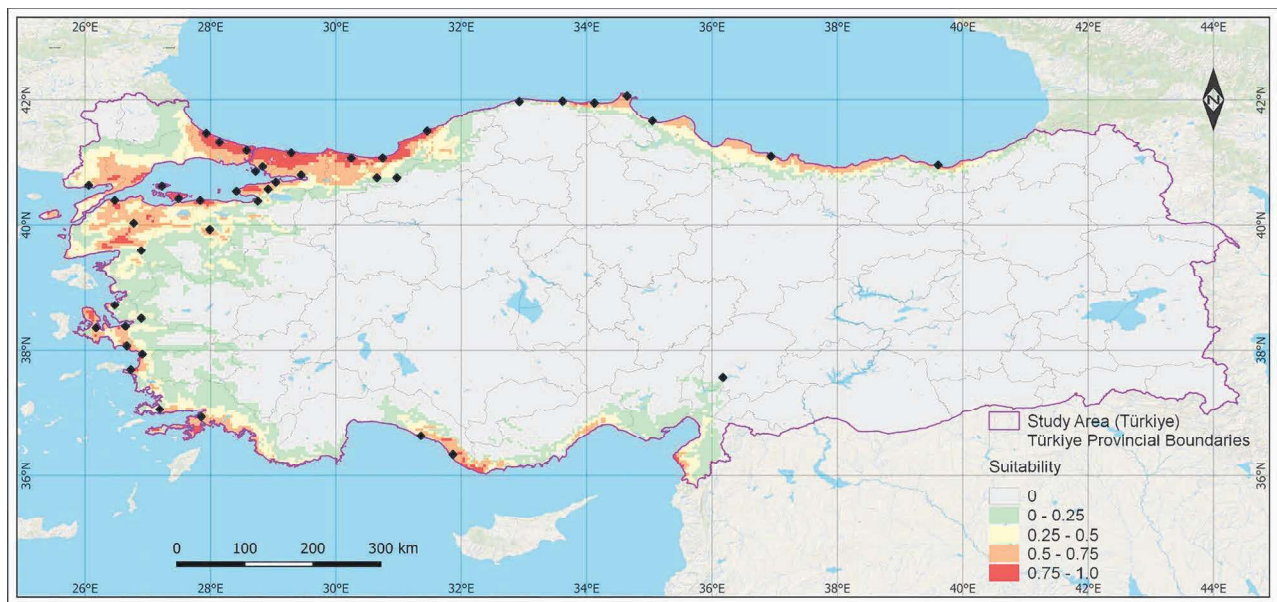 26°E 28°E 30°E 32°E 34°E 36°E 38°E 40°E 42°E 44°E
42°N 42°N
N
40°N 40°N
38°N 38°N
36°N 36°N
Study Area (Türkiye)
Türkiye Provincial Boundaries
Suitability
0
0 - 0.25
0.25 - 0.5
0.5 - 0.75
0.75 - 1.0
0 100 200 300 km
26°E 28°E 30°E 32°E 34°E 36°E 38°E 40°E 42°E 44°E